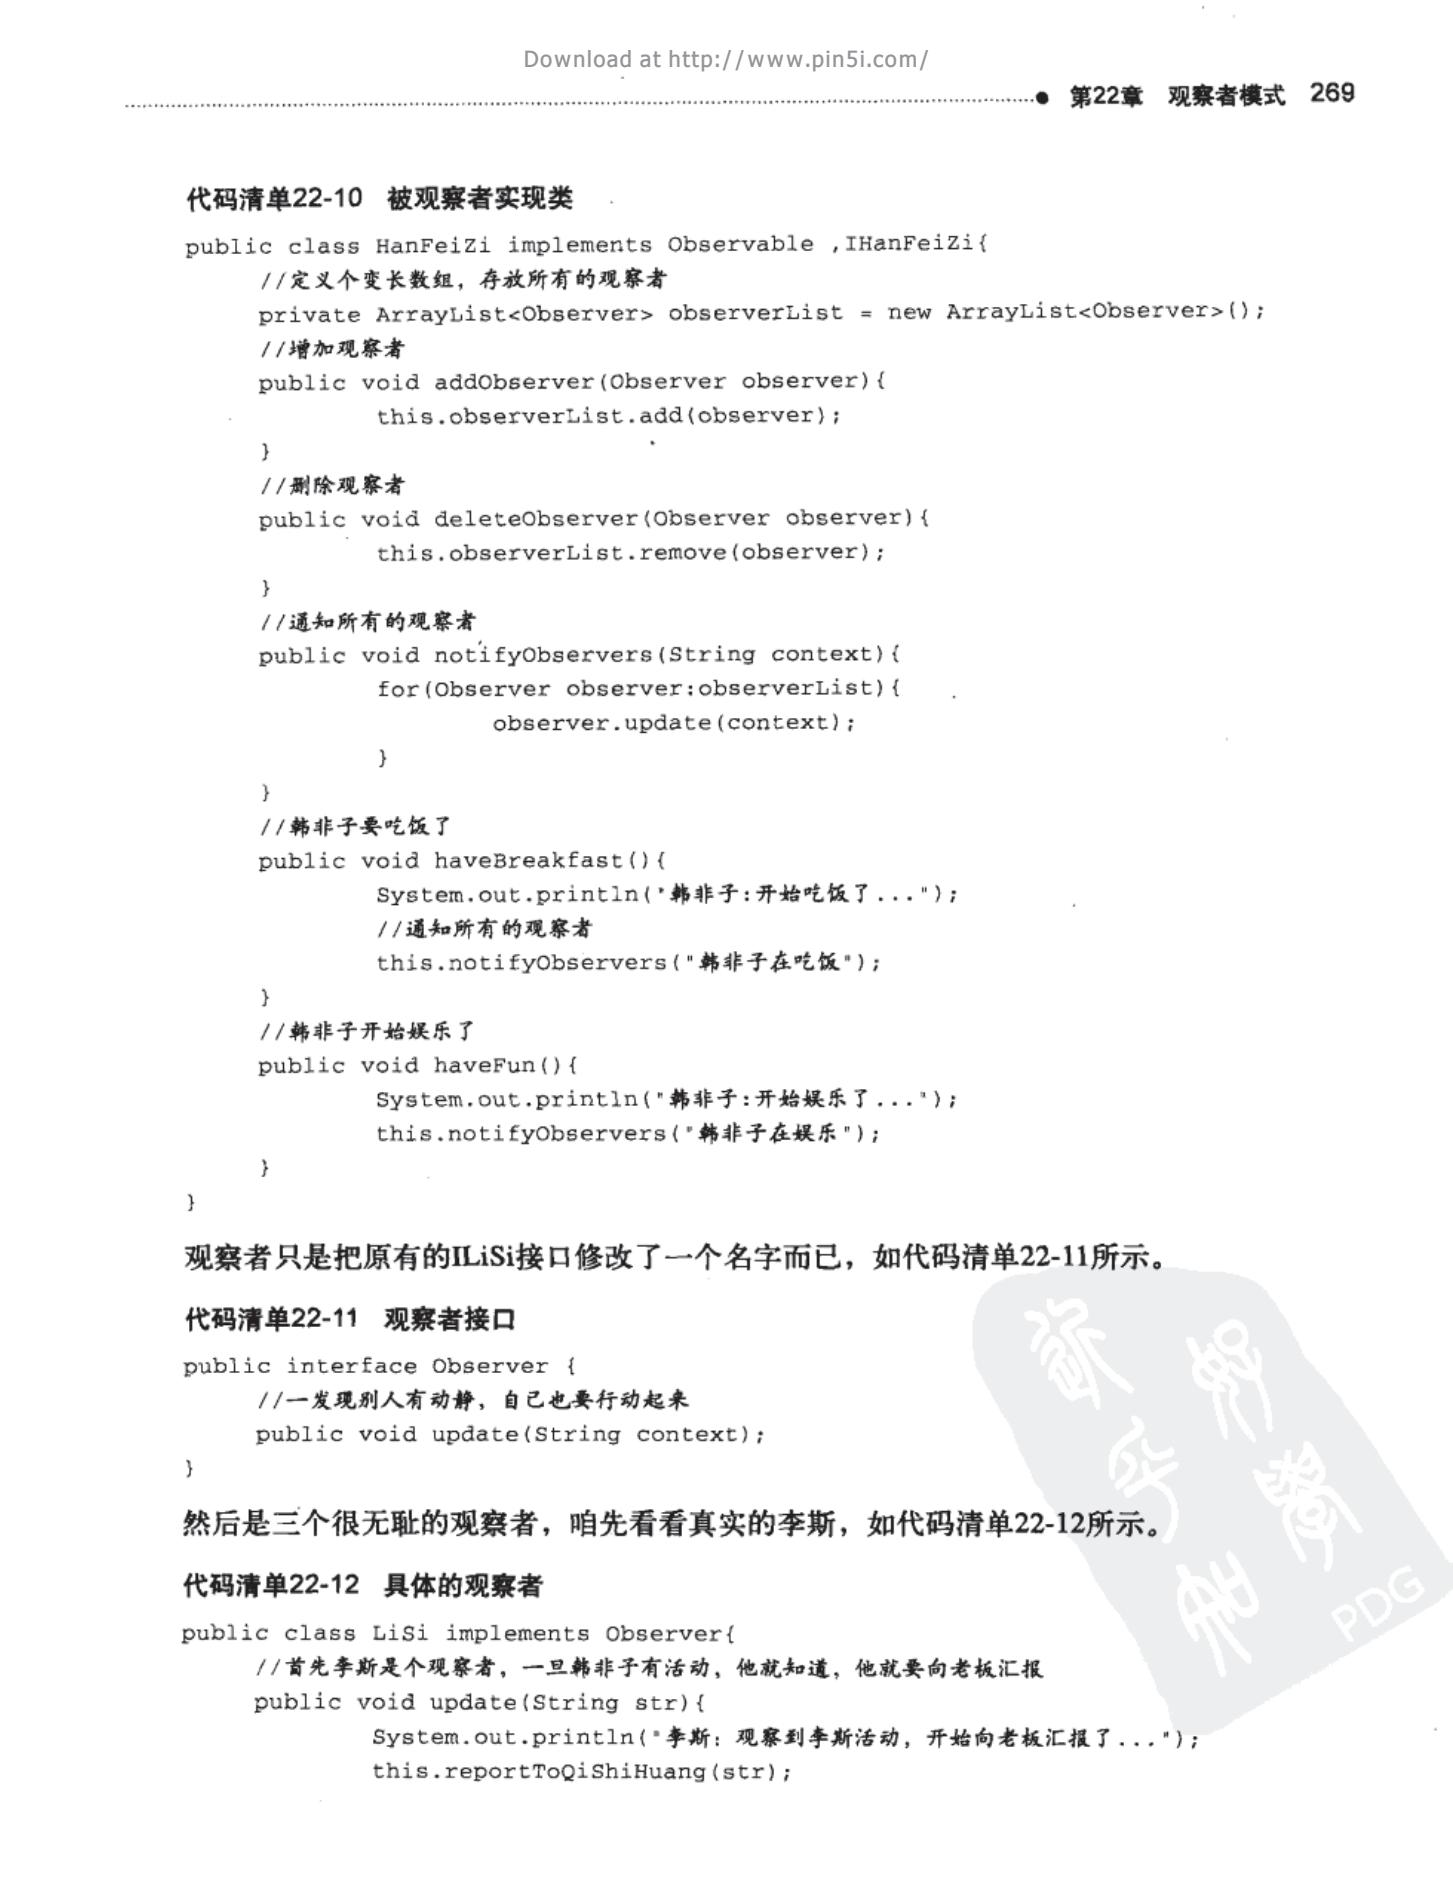 Download at http://www.pin5i.com/
第22章 观察者模式 269
代码清单22-10 被观察者实现类
public class HanFeiZi implements Observable ,IHanFeiZi{
//定义个变长数组，存放所有的观察者
private ArrayList<Observer> observerList = new ArrayList<Observer>();
//增加观察者
public void addObserver(Observer observer){
this.observerList.add(observer);
}
//删除观察者
public void deleteObserver(Observer observer){
this.observerList.remove(observer);
}
//通知所有的观察者
public void notifyObservers(String context){
for(Observer observer:observerList){
observer.update(context);
}
}
//韩非子要吃饭了
public void haveBreakfast(){
System.out.println("韩非子:开始吃饭了...");
//通知所有的观察者
this.notifyObservers("韩非子在吃饭");
}
//韩非子开始娱乐了
public void haveFun(){
System.out.println("韩非子:开始娱乐了...");
this.notifyObservers("韩非子在娱乐");
}
}
观察者只是把原有的ILiSi接口修改了一个名字而已，如代码清单22-11所示。
代码清单22-11 观察者接口
public interface Observer {
//一发现别人有动静，自己也要行动起来
public void update(String context);
}
然后是三个很无耻的观察者，咱先看看真实的李斯，如代码清单22-12所示。
代码清单22-12 具体的观察者
public class LiSi implements Observer{
//首先李斯是个观察者，一旦韩非子有活动，他就知道，他就要向老板汇报
public void update(String str){
System.out.println("李斯：观察到李斯活动，开始向老板汇报了...");
this.reportToQiShiHuang(str);
PDG